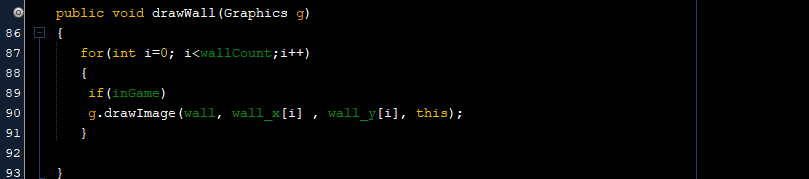 public void drawWall(Graphics g)
86 {
87 for(int i=0; i<wallCount;i++)
88 {
89 if(inGame)
90 g.drawImage(wall, wall_x[i] , wall_y[i], this);
91 }
92
93 }